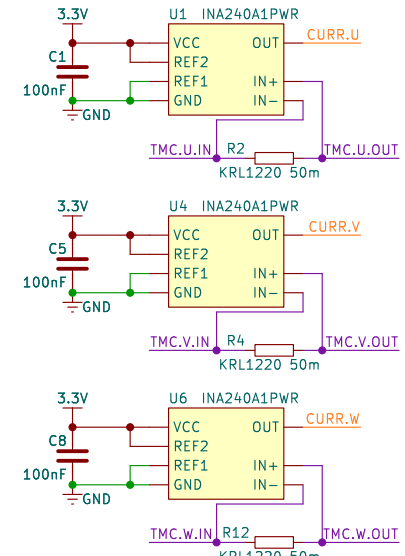 3.3V U1 INA240A1PWR
CURR.U
C1 VCC OUT
REF2
100nF REF1 IN+
GND GND IN−
TMC.U.IN R2 TMC.U.OUT
KRL1220 50m
3.3V U4 INA240A1PWR
CURR.V
C5 VCC OUT
REF2
100nF REF1 IN+
GND GND IN−
TMC.V.IN R4 TMC.V.OUT
KRL1220 50m
3.3V U6 INA240A1PWR
CURR.W
C8 VCC OUT
REF2
100nF REF1 IN+
GND GND IN−
TMC.W.IN R12 TMC.W.OUT
KRL1220 50m